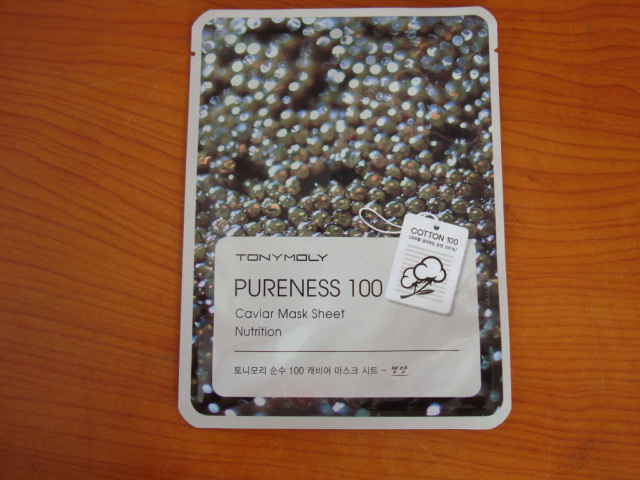 COTTON 100
TONYMOLY
PURENESS 100
Caviar Mask Sheet
Nutrition
토니모리 순수 100 캐비어 마스크 시트 - 영양